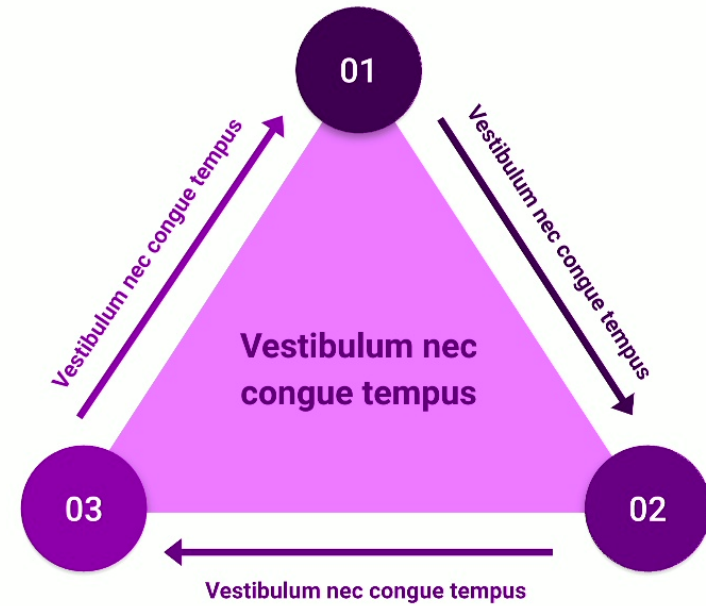 01
Vestibulum nec congue tempus
Vestibulum nec congue tempus
Vestibulum nec
congue tempus
03
02
Vestibulum nec congue tempus